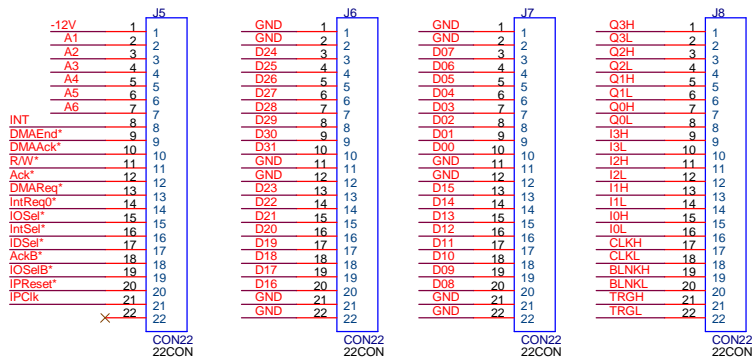 J5
-12V 1 1
A1 2 2
A2 3 3
A3 4 4
A4 5 5
A5 6 6
A6 7 7
INT 8 8
DMAEnd* 9 9
DMAAck* 10 10
R/W* 11 11
Ack* 12 12
DMAReq* 13 13
IntReq0* 14 14
IOSel* 15 15
IntSel* 16 16
IDSel* 17 17
AckB* 18 18
IOSelB* 19 19
IPReset* 20 20
IPClk 21 21
22 22
CON22
22CON
J6
GND 1 1
GND 2 2
D24 3 3
D25 4 4
D26 5 5
D27 6 6
D28 7 7
D29 8 8
D30 9 9
D31 10 10
GND 11 11
GND 12 12
D23 13 13
D22 14 14
D21 15 15
D20 16 16
D19 17 17
D18 18 18
D17 19 19
D16 20 20
GND 21 21
GND 22 22
CON22
22CON
J7
GND 1 1
GND 2 2
D07 3 3
D06 4 4
D05 5 5
D04 6 6
D03 7 7
D02 8 8
D01 9 9
D00 10 10
GND 11 11
GND 12 12
D15 13 13
D14 14 14
D13 15 15
D12 16 16
D11 17 17
D10 18 18
D09 19 19
D08 20 20
GND 21 21
GND 22 22
CON22
22CON
J8
Q3H 1 1
Q3L 2 2
Q2H 3 3
Q2L 4 4
Q1H 5 5
Q1L 6 6
Q0H 7 7
Q0L 8 8
I3H 9 9
I3L 10 10
I2H 11 11
I2L 12 12
I1H 13 13
I1L 14 14
I0H 15 15
I0L 16 16
CLKH 17 17
CLKL 18 18
BLNKH 19 19
BLNKL 20 20
TRGH 21 21
TRGL 22 22
CON22
22CON